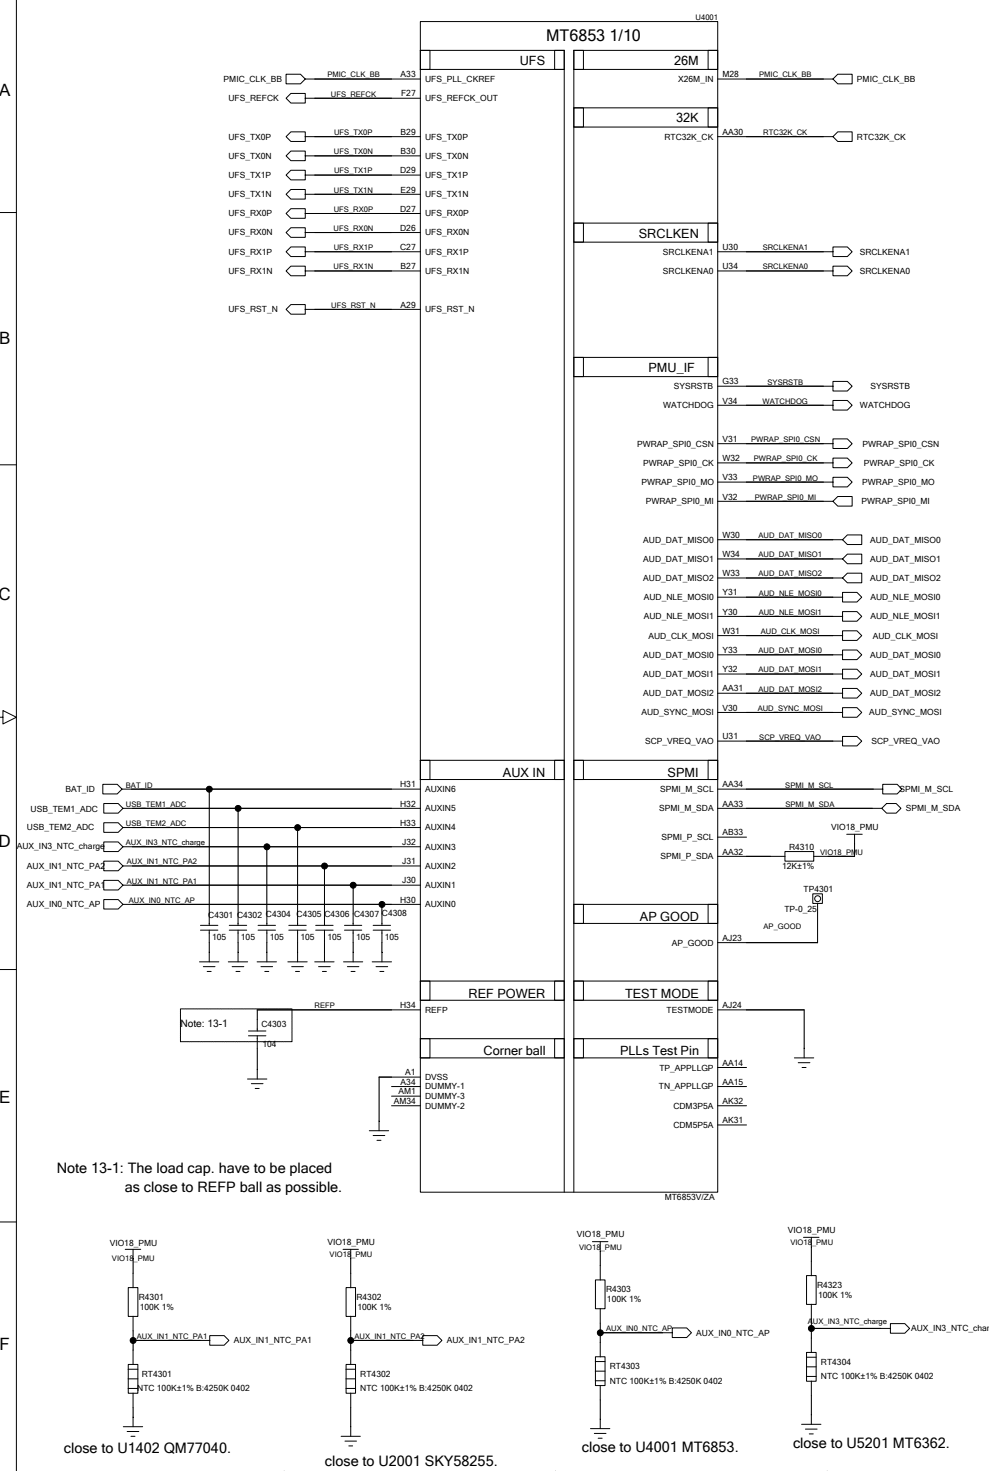 U4001
MT6853 1/10
UFS
26M
PMIC_CLK_BB PMIC_CLK_BB A33 UFS_PLL_CKREF
X26M_IN M28 PMIC_CLK_BB PMIC_CLK_BB
A
UFS_REFCK UFS_REFCK F27 UFS_REFCK_OUT
32K
UFS_TX0P UFS_TX0P B29 UFS_TX0P
RTC32K_CK AA30 RTC32K_CK RTC32K_CK
UFS_TX0N UFS_TX0N B30 UFS_TX0N
UFS_TX1P UFS_TX1P D29 UFS_TX1P
UFS_TX1N UFS_TX1N E29 UFS_TX1N
UFS_RX0P UFS_RX0P D27 UFS_RX0P
UFS_RX0N UFS_RX0N D26 UFS_RX0N
SRCLKEN
UFS_RX1P UFS_RX1P C27 UFS_RX1P
SRCLKENA1 U30 SRCLKENA1 SRCLKENA1
UFS_RX1N UFS_RX1N B27 UFS_RX1N
SRCLKENA0 U34 SRCLKENA0 SRCLKENA0
UFS_RST_N UFS_RST_N A29 UFS_RST_N
B
PMU_IF
SYSRSTB G33 SYSRSTB SYSRSTB
WATCHDOG V34 WATCHDOG WATCHDOG
PWRAP_SPI0_CSN V31 PWRAP_SPI0_CSN PWRAP_SPI0_CSN
PWRAP_SPI0_CK W32 PWRAP_SPI0_CK PWRAP_SPI0_CK
PWRAP_SPI0_MO V33 PWRAP_SPI0_MO PWRAP_SPI0_MO
PWRAP_SPI0_MI V32 PWRAP_SPI0_MI PWRAP_SPI0_MI
AUD_DAT_MISO0 W30 AUD_DAT_MISO0 AUD_DAT_MISO0
AUD_DAT_MISO1 W34 AUD_DAT_MISO1 AUD_DAT_MISO1
AUD_DAT_MISO2 W33 AUD_DAT_MISO2 AUD_DAT_MISO2
C
AUD_NLE_MOSI0 Y31 AUD_NLE_MOSI0 AUD_NLE_MOSI0
AUD_NLE_MOSI1 Y30 AUD_NLE_MOSI1 AUD_NLE_MOSI1
AUD_CLK_MOSI W31 AUD_CLK_MOSI AUD_CLK_MOSI
AUD_DAT_MOSI0 Y33 AUD_DAT_MOSI0 AUD_DAT_MOSI0
AUD_DAT_MOSI1 Y32 AUD_DAT_MOSI1 AUD_DAT_MOSI1
AUD_DAT_MOSI2 AA31 AUD_DAT_MOSI2 AUD_DAT_MOSI2
AUD_SYNC_MOSI V30 AUD_SYNC_MOSI AUD_SYNC_MOSI
SCP_VREQ_VAO U31 SCP_VREQ_VAO SCP_VREQ_VAO
AUX IN
SPMI
BAT_ID BAT_ID H31 AUXIN6
SPMI_M_SCL AA34 SPMI_M_SCL SPMI_M_SCL
USB_TEM1_ADC USB_TEM1_ADC H32 AUXIN5
SPMI_M_SDA AA33 SPMI_M_SDA SPMI_M_SDA
USB_TEM2_ADC USB_TEM2_ADC H33 AUXIN4
VIO18_PMU
SPMI_P_SCL AB33
D
AUX_IN3_NTC_charge AUX_IN3_NTC_charge J32 AUXIN3
R4310
SPMI_P_SDA AA32 VIO18_PMU
12K±1%
AUX_IN1_NTC_PA2 AUX_IN1_NTC_PA2 J31 AUXIN2
AUX_IN1_NTC_PA1 AUX_IN1_NTC_PA1 J30 AUXIN1
TP4301
AUX_IN0_NTC_AP AUX_IN0_NTC_AP H30 AUXIN0
TP-0_25
C4301 C4302 C4304 C4305 C4306 C4307 C4308
AP GOOD
AP_GOOD
105 105 105 105 105 105 105
AP_GOOD AJ23
REF POWER
TEST MODE
REFP H34 REFP
TESTMODE AJ24
Note: 13-1 C4303
104
Corner ball
PLLs Test Pin
TP_APPLLGP AA14
A1 DVSS
A34 DUMMY-1
TN_APPLLGP AA15
AM1 DUMMY-3
AM34 DUMMY-2
E
CDM3P5A AK32
CDM5P5A AK31
Note 13-1: The load cap. have to be placed
as close to REFP ball as possible.
MT6853V/ZA
VIO18_PMU VIO18_PMU VIO18_PMU VIO18_PMU
VIO18_PMU VIO18_PMU VIO18_PMU VIO18_PMU
R4301 R4302 R4303 R4323
100K 1% 100K 1% 100K 1% 100K 1%
F
AUX_IN1_NTC_PA1 AUX_IN1_NTC_PA1
AUX_IN1_NTC_PA2 AUX_IN1_NTC_PA2
AUX_IN0_NTC_AP AUX_IN0_NTC_AP
AUX_IN3_NTC_charge AUX_IN3_NTC_char
RT4301 RT4302 RT4303 RT4304
NTC 100K±1% B:4250K 0402 NTC 100K±1% B:4250K 0402 NTC 100K±1% B:4250K 0402 NTC 100K±1% B:4250K 0402
close to U1402 QM77040.
close to U2001 SKY58255.
close to U4001 MT6853.
close to U5201 MT6362.